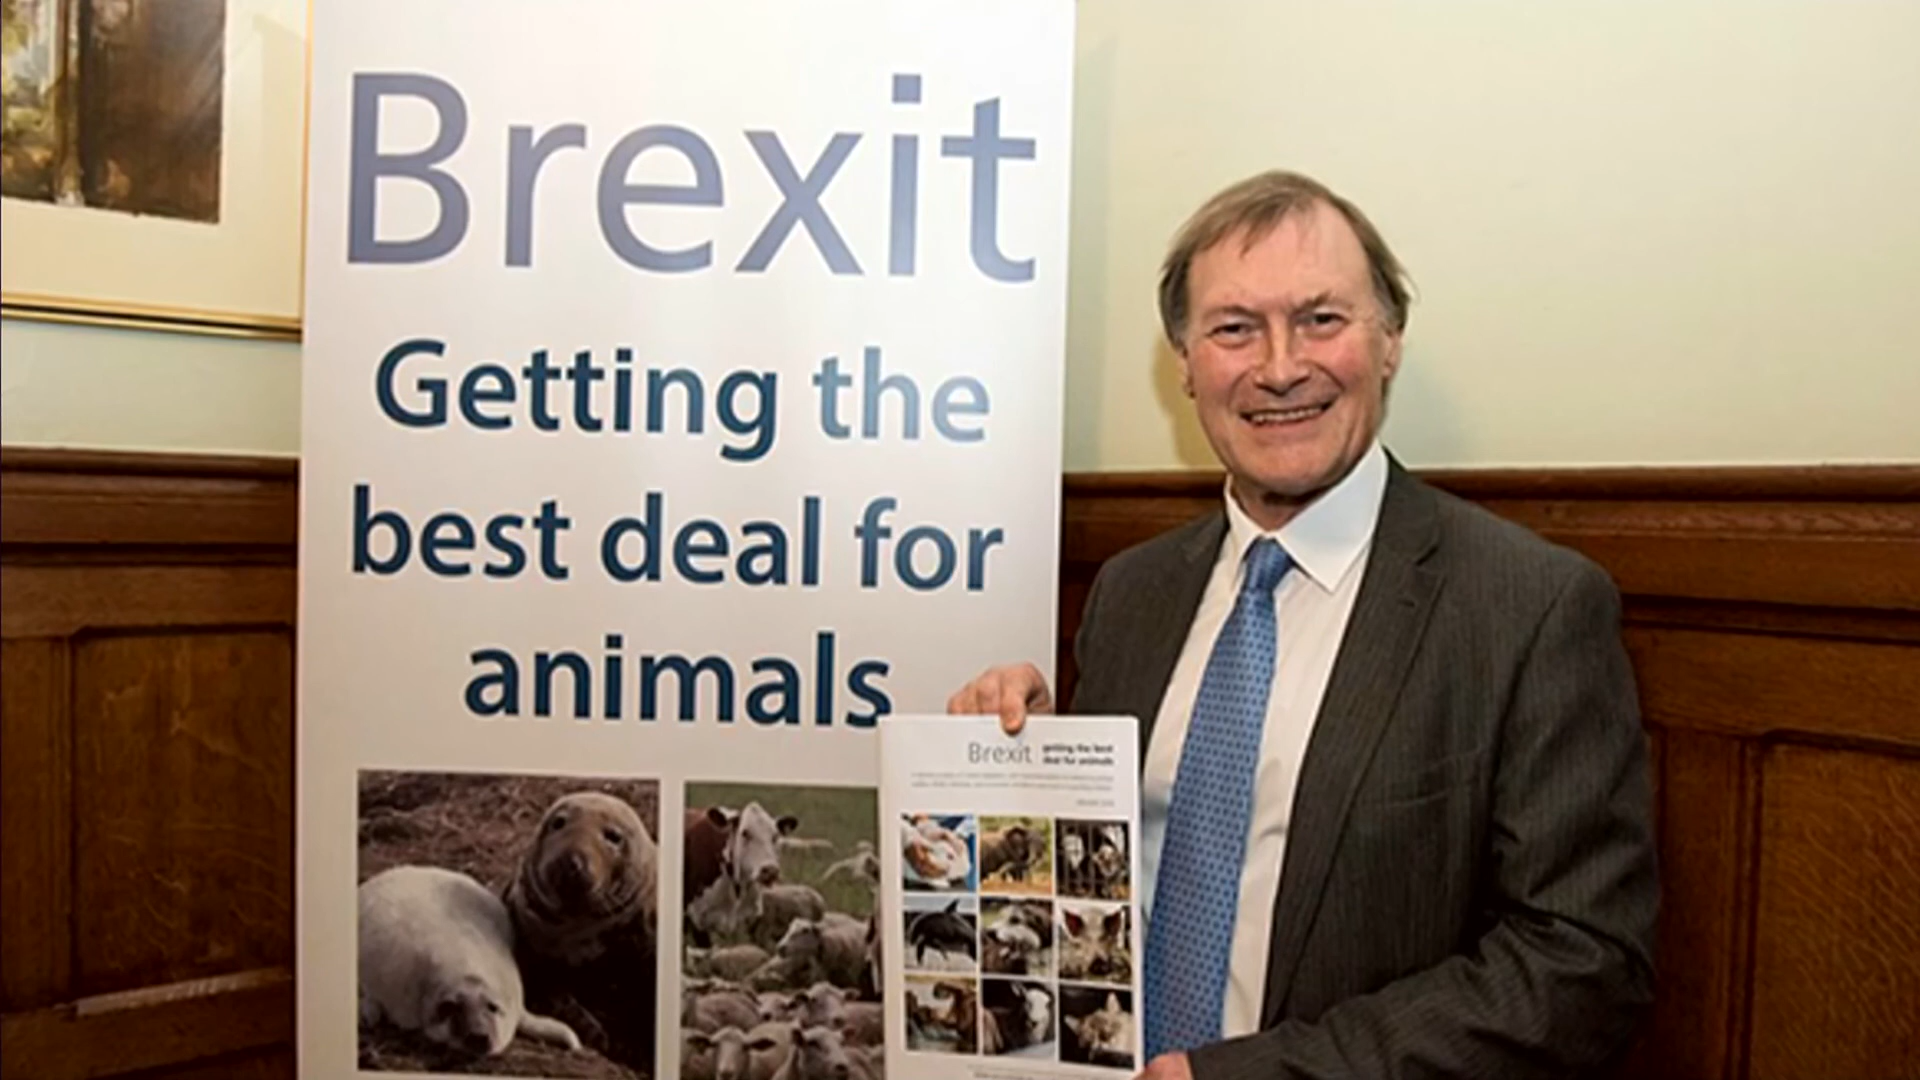 Brexit
Getting the
best deal for
animals
Brexit
getting the best
deal for animals